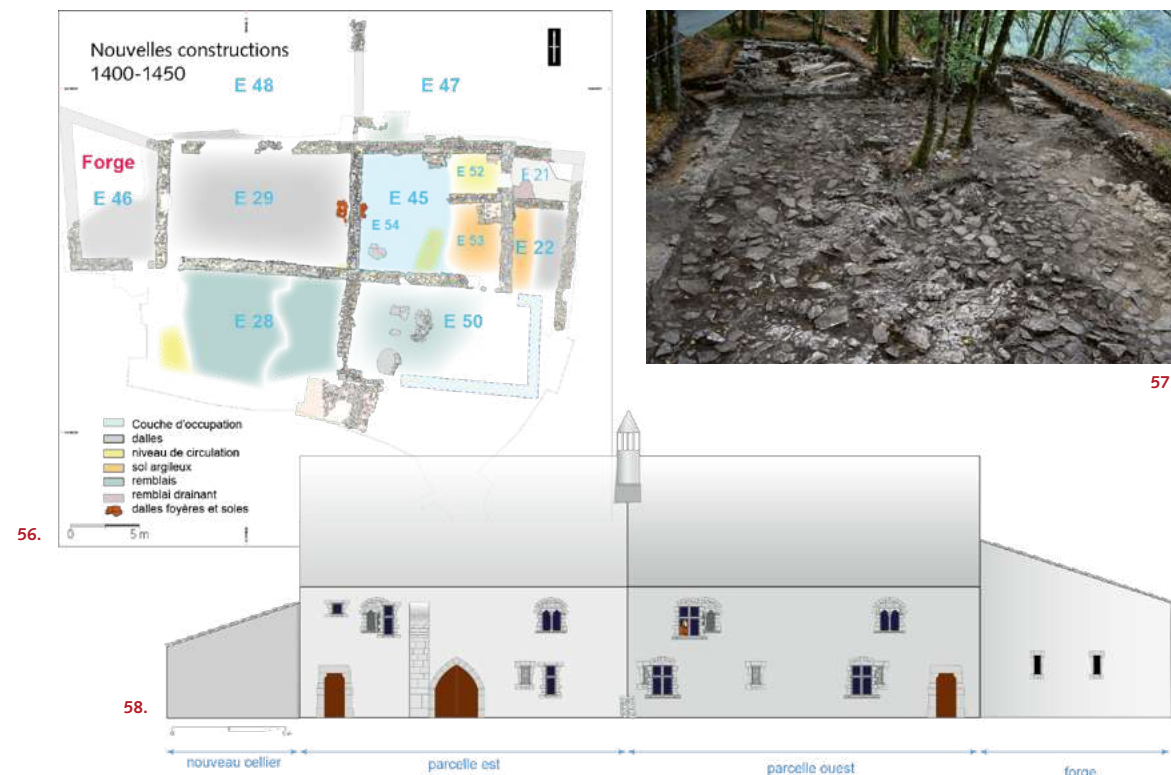 Nouvelles constructions
1400-1450
E 48
E 47
Forge
E 46
E 29
E 45
E 52
E 21
E 54
E 53
E 22
E 28
E 50
Couche d'occupation
dalles
niveau de circulation
sol argileux
remblais
remblai drainant
dalles foyères et soles
0
5 m
56.
57
58.
nouveau cellier
parcelle est
parcelle ouest
forge